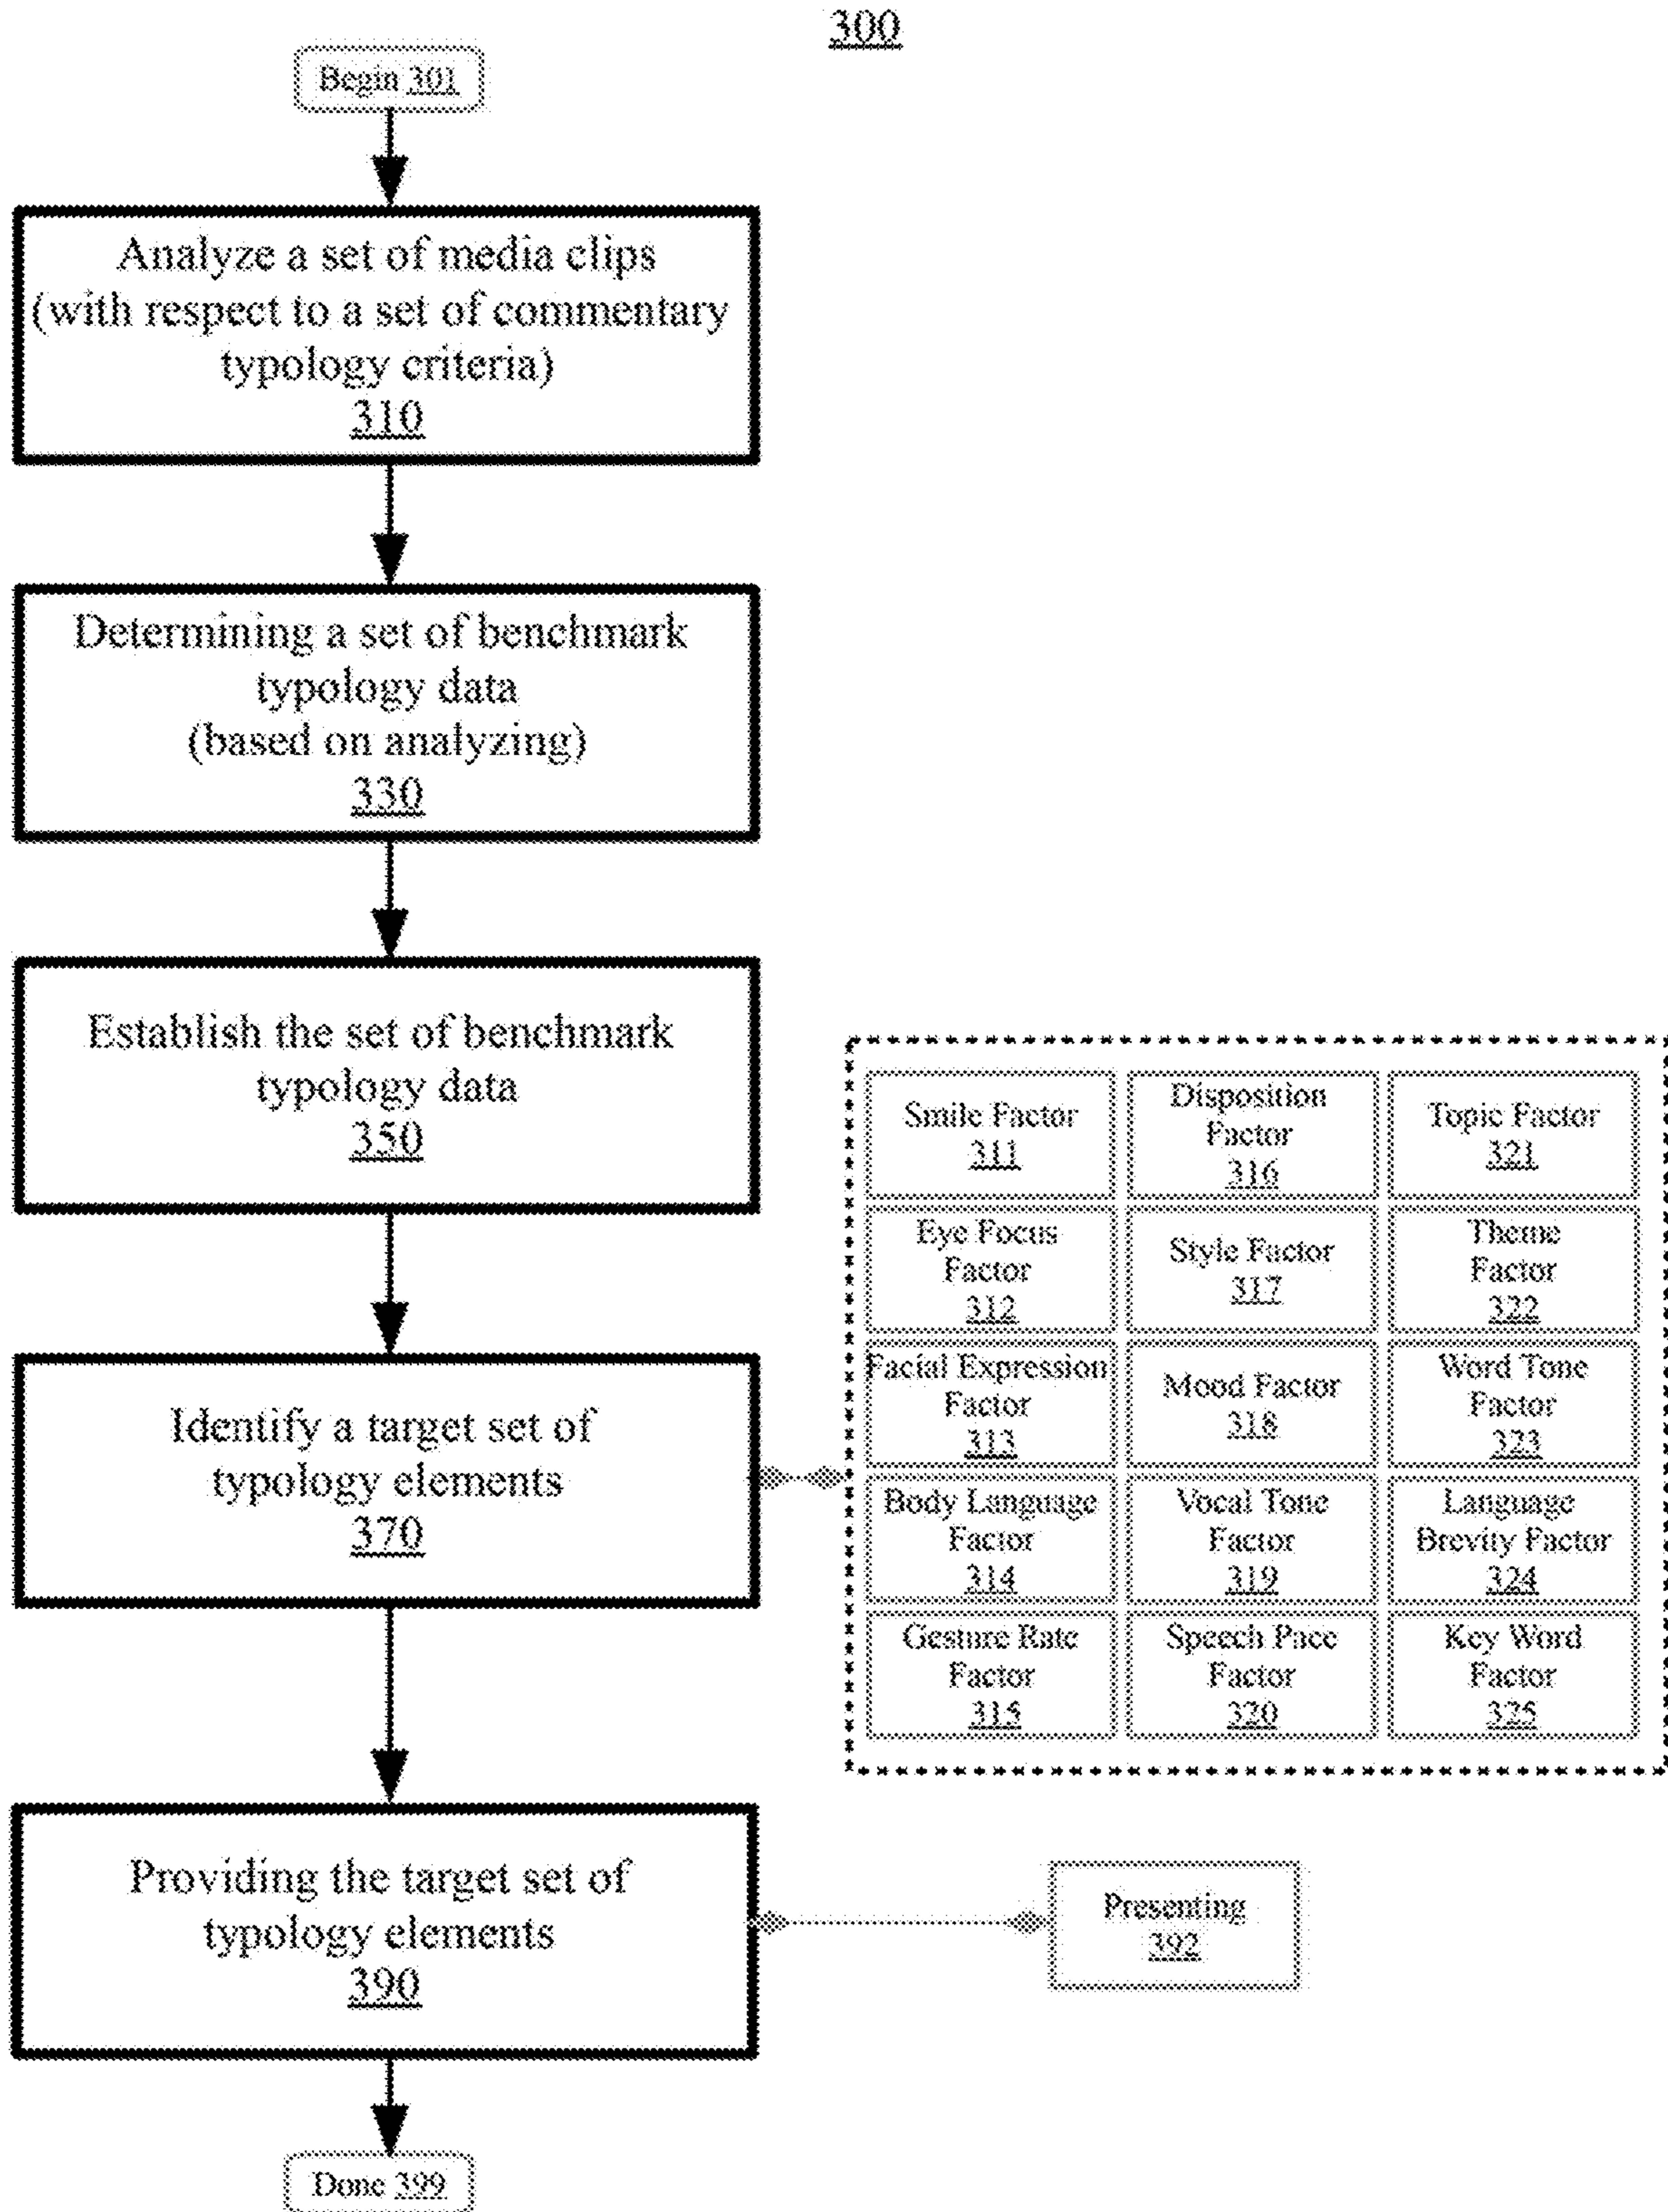 300
Begin 301
Analyze a set of media clips
(with respect to a set of commentary
typology criteria)
310
Determining a set of benchmark
typology data
(based on analyzing)
330
Establish the set of benchmark
typology data
350
Identify a target set of
typology elements
370
Smile Factor
311
Disposition
Factor
316
Topic Factor
321
Eye Focus
Factor
312
Style Factor
317
Theme
Factor
322
Facial Expression
Factor
313
Mood Factor
318
Word Tone
Factor
323
Body Language
Factor
314
Vocal Tone
Factor
319
Language
Brevity Factor
324
Gesture Rate
Factor
315
Speech Pace
Factor
320
Key Word
Factor
325
Providing the target set of
typology elements
390
Presenting
392
Done 399